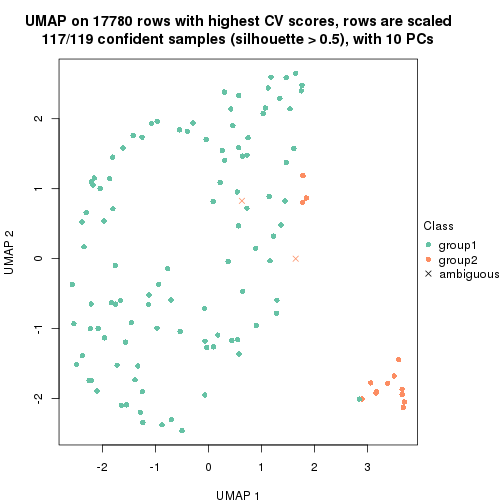 UMAP on 17780 rows with highest CV scores, rows are scaled
117/119 confident samples (silhouette > 0.5), with 10 PCs
2
1
0
-1
-2
UMAP 2
-2
-1
0
1
2
3
UMAP 1
Class
group1
group2
ambiguous